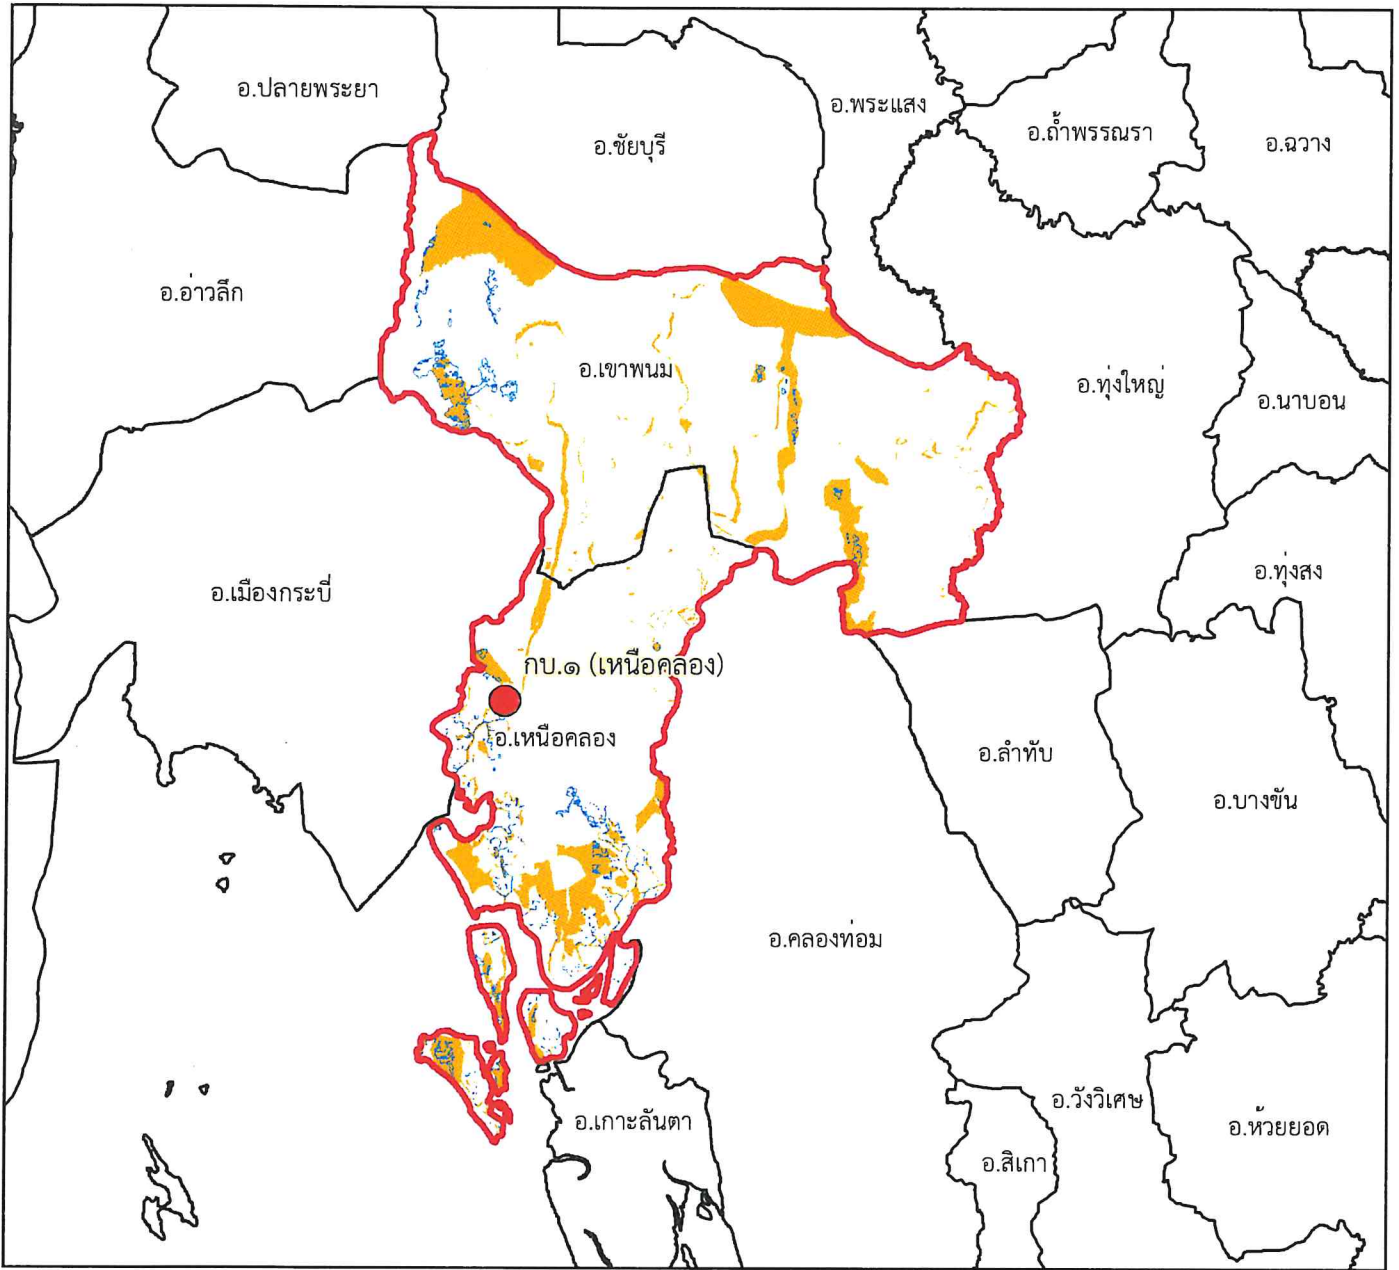 อ.ปลายพระยา
อ.ชัยบุรี
อ.พระแสง
อ.ถ้ำพรรณรา
อ.ฉวาง
อ.อ่าวลึก
อ.เขาพนม
อ.ทุ่งใหญ่
อ.นาบอน
อ.เมืองกระบี่
อ.ทุ่งสง
กบ.๑ (เหนือคลอง)
อ.เหนือคลอง
อ.ลำทับ
อ.บางขัน
อ.คลองท่อม
อ.เกาะลันตา
อ.วังวิเศษ
อ.ห้วยยอด
อ.สิเกา